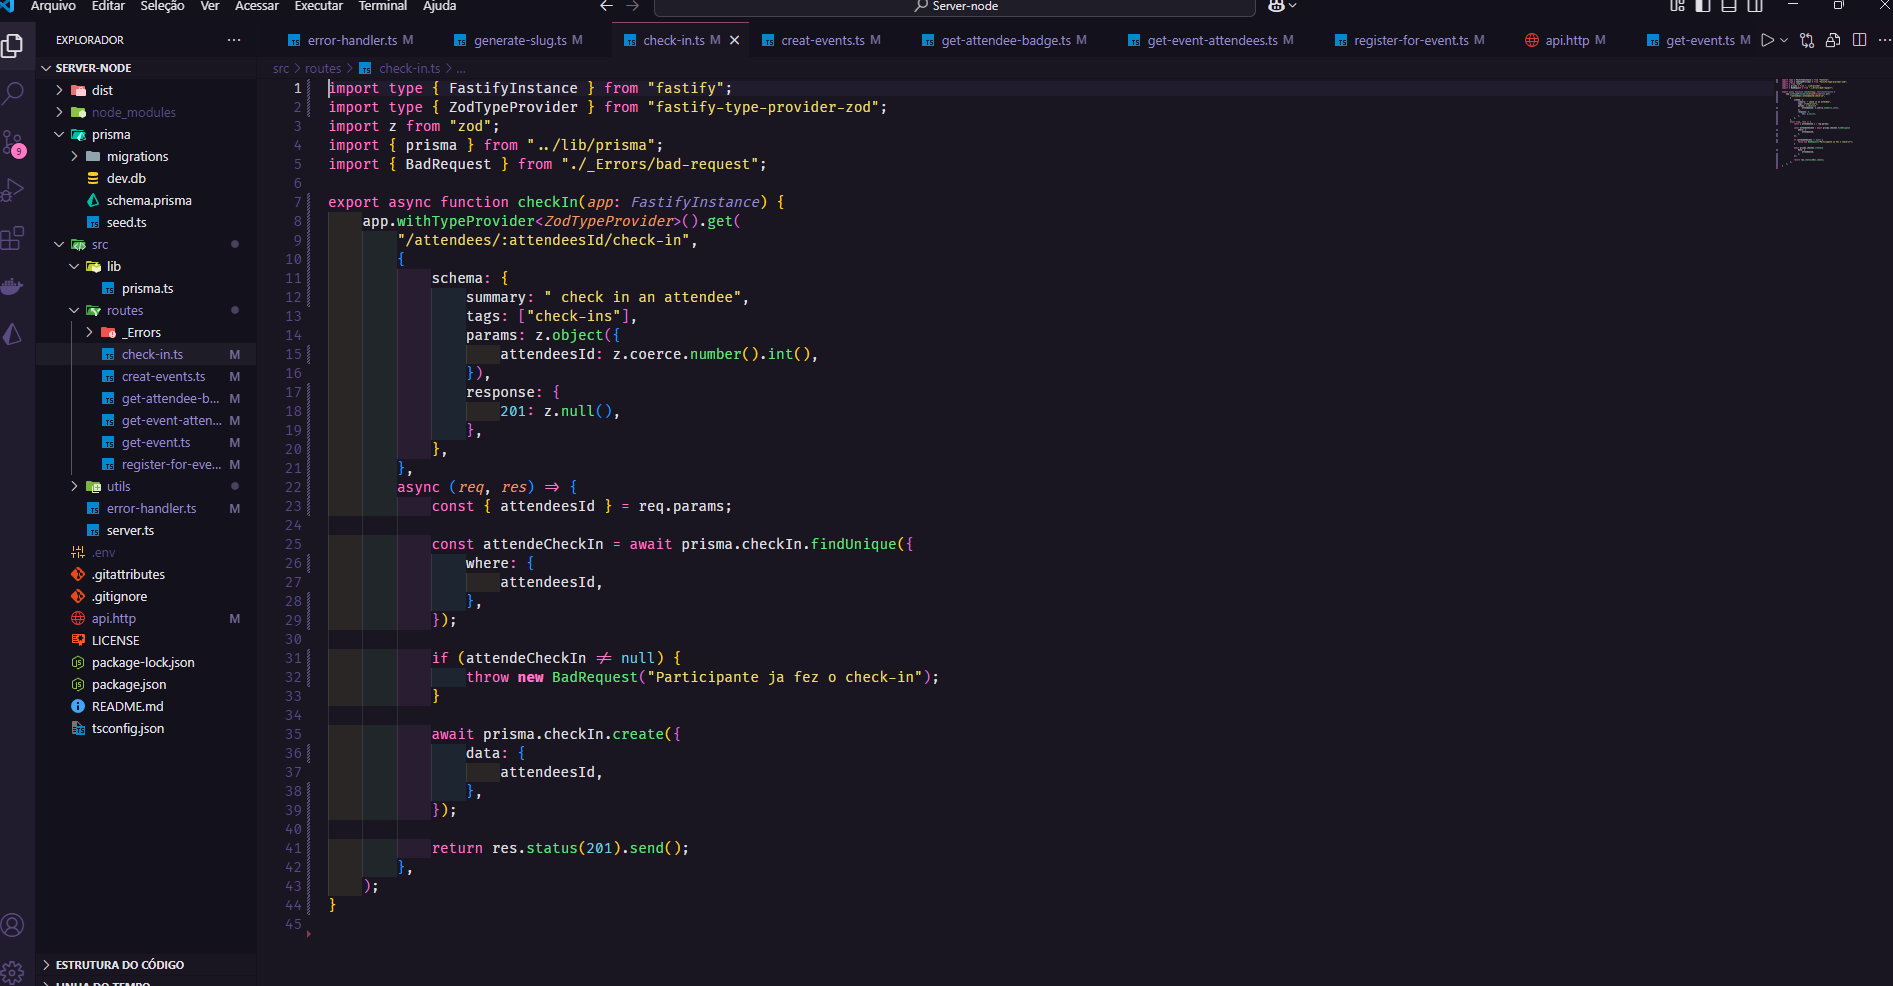 Arquivo Editar Seleção Ver Acessar Executar Terminal Ajuda
Server-node
EXPLORADOR
error-handler.ts M
generate-slug.ts M
check-in.ts M
creat-events.ts M
get-attendee-badge.ts M
get-event-attendees.ts M
register-for-event.ts M
api.http M
get-event.ts M
src > routes > check-in.ts > ...
SERVER-NODE
dist
node_modules
prisma
migrations
dev.db
schema.prisma
seed.ts
src
lib
prisma.ts
routes
_Errors
check-in.ts M
creat-events.ts M
get-attendee-b... M
get-event-atten... M
get-event.ts M
register-for-eve... M
utils
error-handler.ts M
server.ts
.env
.gitattributes
.gitignore
api.http M
LICENSE
package-lock.json
package.json
README.md
tsconfig.json
ESTRUTURA DO CÓDIGO
LINHA DO TEMPO
9
1 import type { FastifyInstance } from "fastify";
2 import type { ZodTypeProvider } from "fastify-type-provider-zod";
3 import z from "zod";
4 import { prisma } from "../lib/prisma";
5 import { BadRequest } from "./_Errors/bad-request";
6
7 export async function checkIn(app: FastifyInstance) {
8 app.withTypeProvider<ZodTypeProvider>().get(
9 "/attendees/:attendeesId/check-in",
10 {
11 schema: {
12 summary: " check in an attendee",
13 tags: ["check-ins"],
14 params: z.object({
15 attendeesId: z.coerce.number().int(),
16 }),
17 response: {
18 201: z.null(),
19 },
20 },
21 },
22 async (req, res) => {
23 const { attendeesId } = req.params;
24
25 const attendeCheckIn = await prisma.checkIn.findUnique({
26 where: {
27 attendeesId,
28 },
29 });
30
31 if (attendeCheckIn != null) {
32 throw new BadRequest("Participante ja fez o check-in");
33 }
34
35 await prisma.checkIn.create({
36 data: {
37 attendeesId,
38 },
39 });
40
41 return res.status(201).send();
42 },
43 );
44 }
45